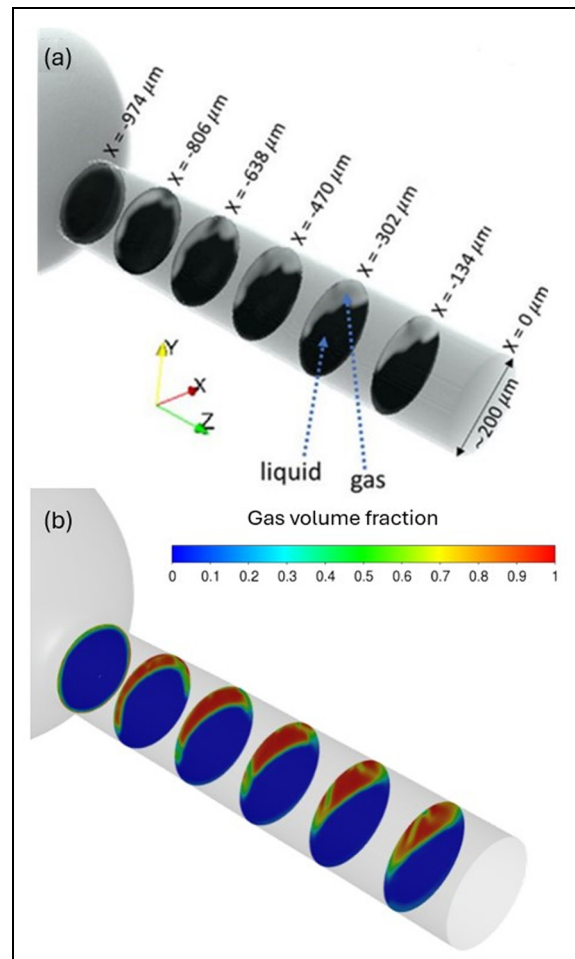 (a)
X = -974 µm
X = -806 µm
X = -638 µm
X = -470 µm
X = -302 µm
X = -134 µm
X = 0 µm
~200 µm
Y
X
Z
liquid
gas
(b)
Gas volume fraction
0 0.1 0.2 0.3 0.4 0.5 0.6 0.7 0.8 0.9 1